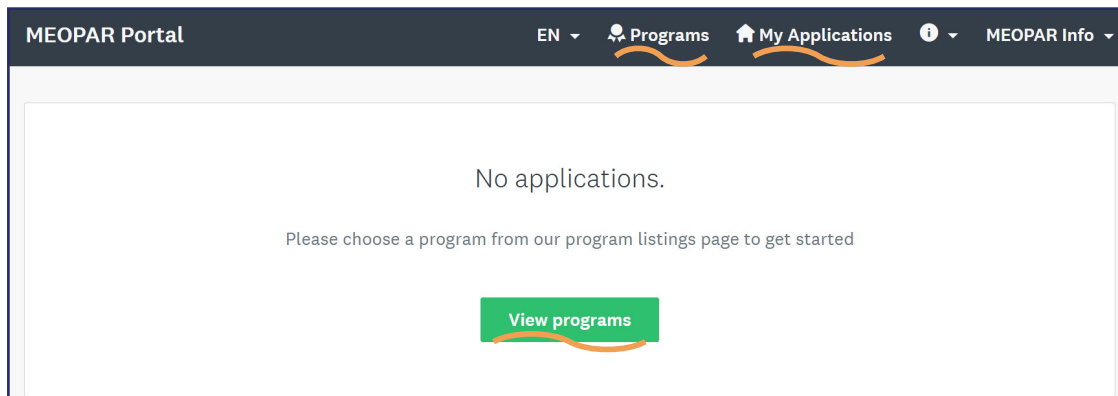 MEOPAR Portal EN Programs My Applications MEOPAR Info
No applications.
Please choose a program from our program listings page to get started
View programs